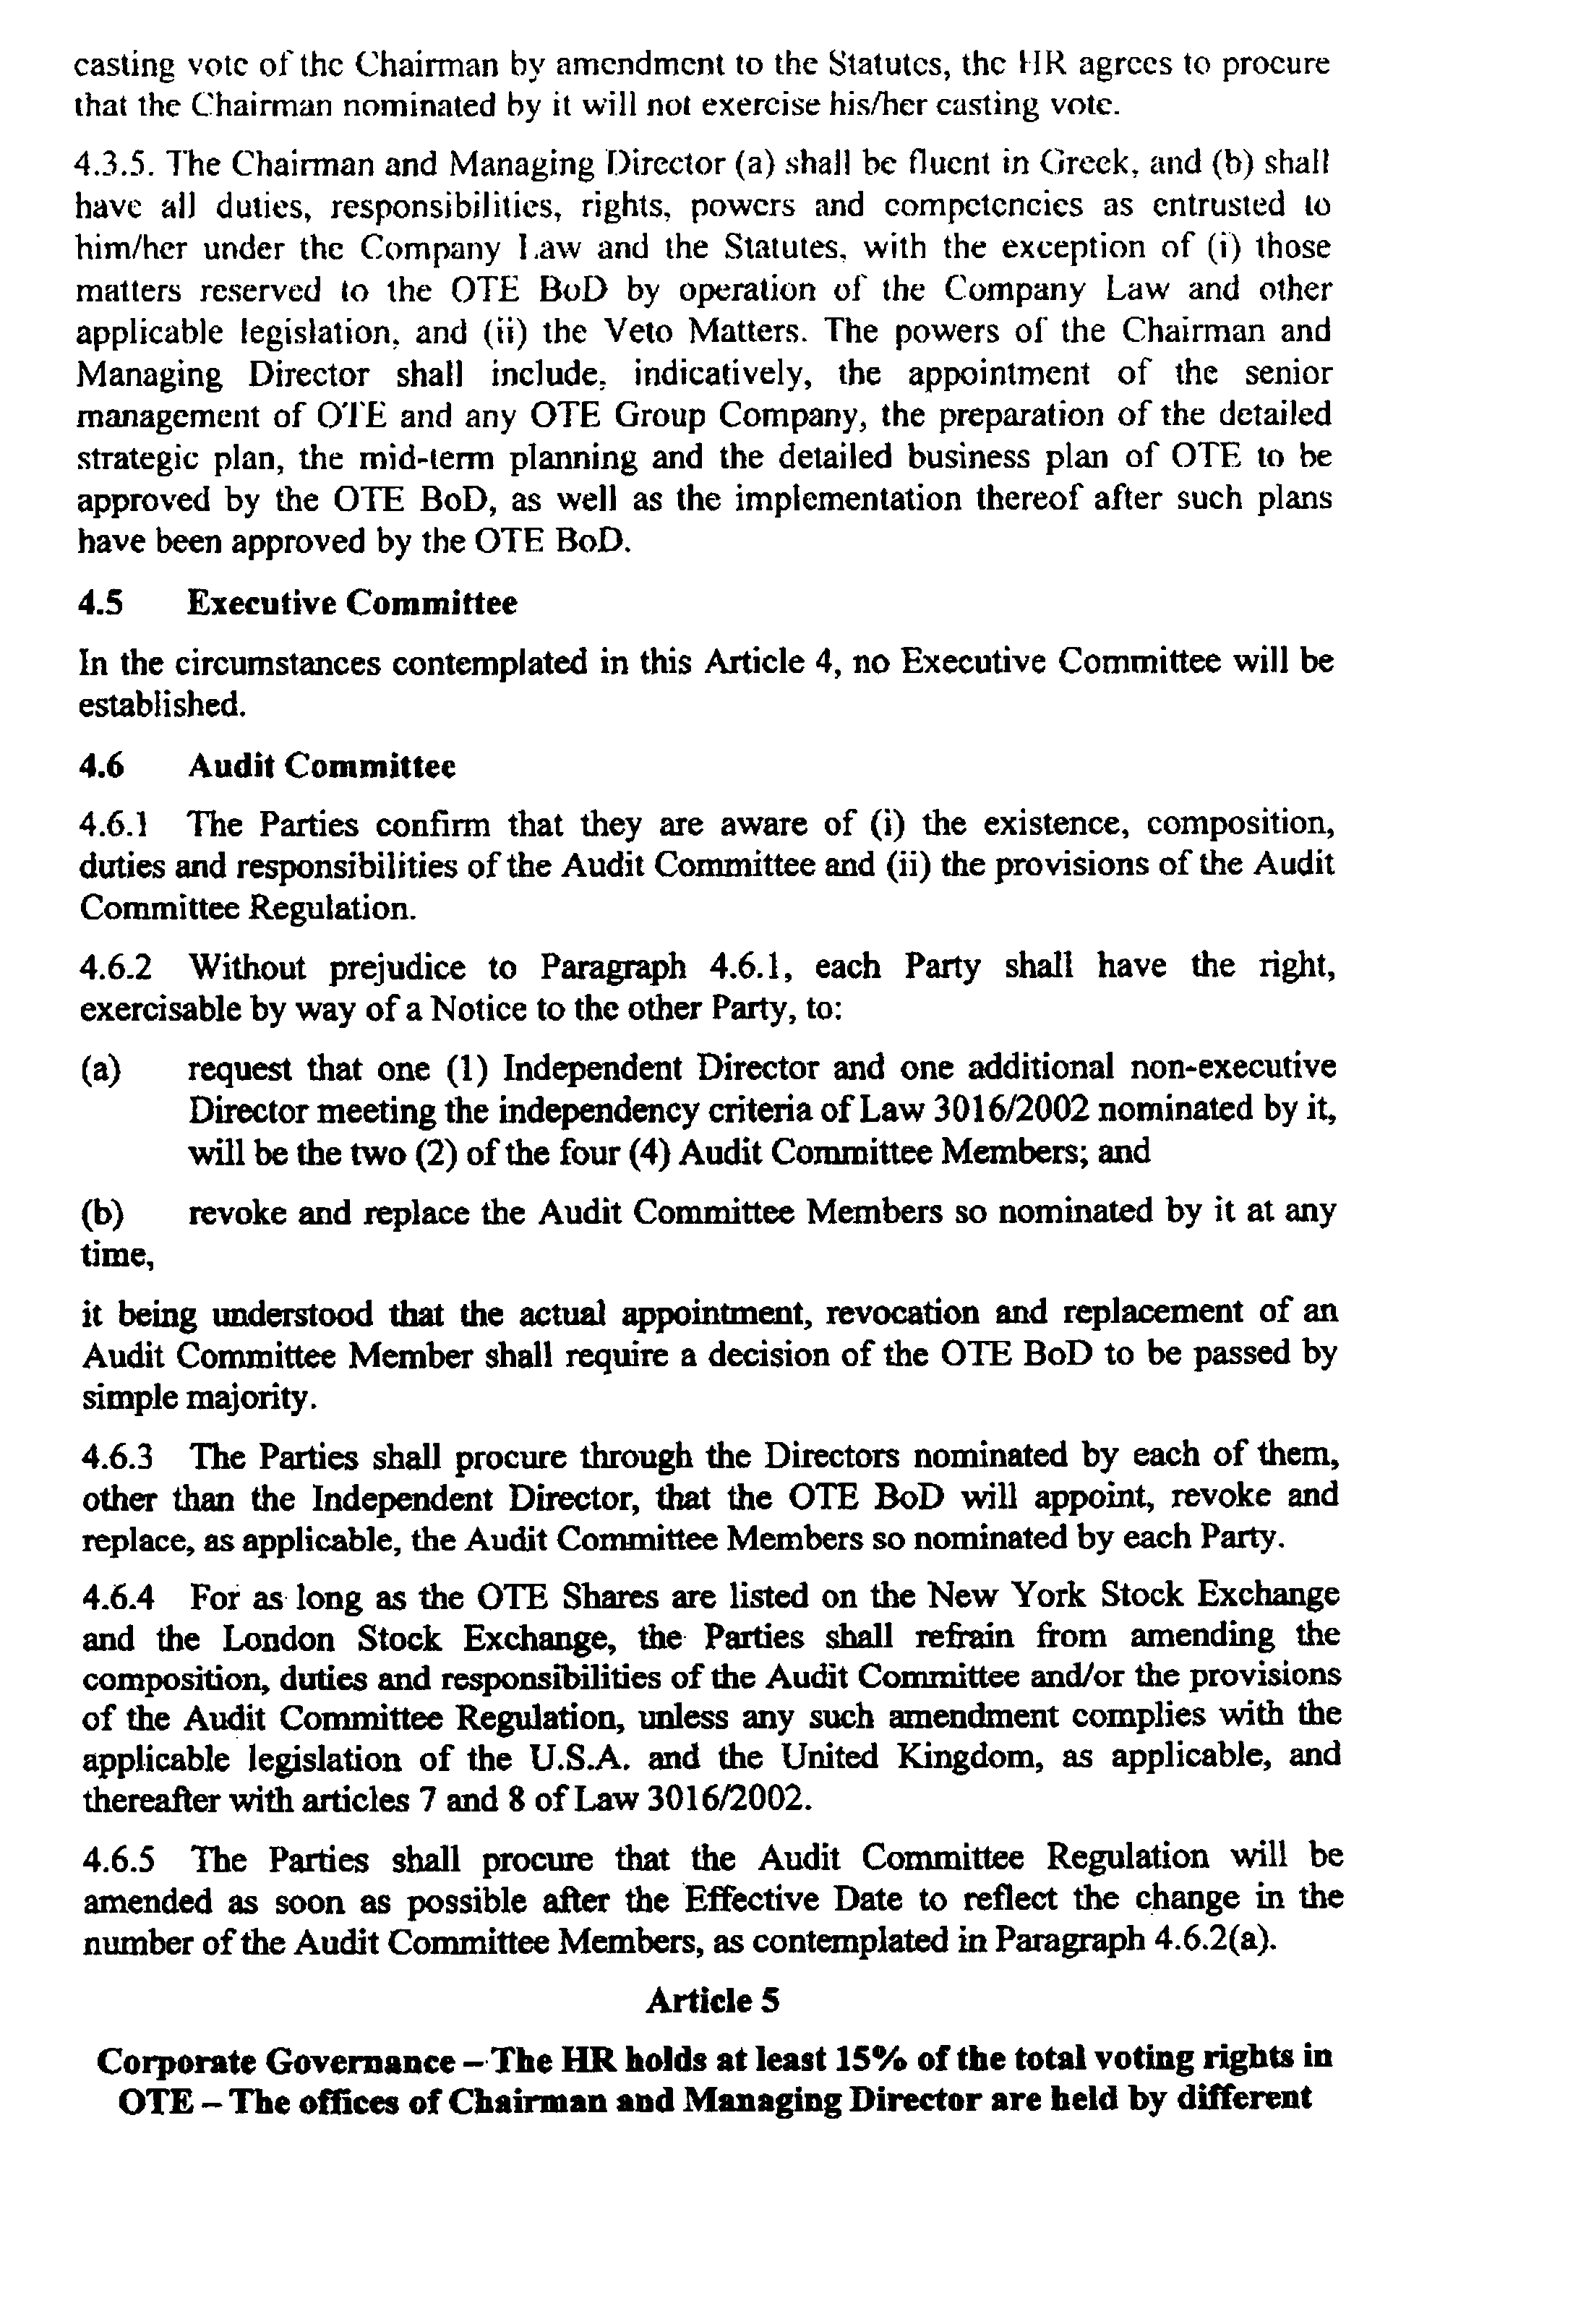 casting vote of the Chairman by amendment to the Statutes, the HR agrees to procure
that the Chairman nominated by it will not exercise his/her casting vote.
4.3.5. The Chairman and Managing Director (a) shall be fluent in Greek, and (b) shall
have all duties, responsibilities, rights, powers and competencies as entrusted to
him/her under the Company Law and the Statutes, with the exception of (i) those
matters reserved to the OTE BoD by operation of the Company Law and other
applicable legislation, and (ii) the Veto Matters. The powers of the Chairman and
Managing Director shall include, indicatively, the appointment of the senior
management of OTE and any OTE Group Company, the preparation of the detailed
strategic plan, the mid-term planning and the detailed business plan of OTE to be
approved by the OTE BoD, as well as the implementation thereof after such plans
have been approved by the OTE BoD.
4.5 Executive Committee
In the circumstances contemplated in this Article 4, no Executive Committee will be
established.
4.6 Audit Committee
4.6.1 The Parties confirm that they are aware of (i) the existence, composition,
duties and responsibilities of the Audit Committee and (ii) the provisions of the Audit
Committee Regulation.
4.6.2 Without prejudice to Paragraph 4.6.1, each Party shall have the right,
exercisable by way of a Notice to the other Party, to:
(a) request that one (1) Independent Director and one additional non-executive
Director meeting the independency criteria of Law 3016/2002 nominated by it,
will be the two (2) of the four (4) Audit Committee Members; and
(b) revoke and replace the Audit Committee Members so nominated by it at any
time,
it being understood that the actual appointment, revocation and replacement of an
Audit Committee Member shall require a decision of the OTE BoD to be passed by
simple majority.
4.6.3 The Parties shall procure through the Directors nominated by each of them,
other than the Independent Director, that the OTE BoD will appoint, revoke and
replace, as applicable, the Audit Committee Members so nominated by each Party.
4.6.4 For as long as the OTE Shares are listed on the New York Stock Exchange
and the London Stock Exchange, the Parties shall refrain from amending the
composition, duties and responsibilities of the Audit Committee and/or the provisions
of the Audit Committee Regulation, unless any such amendment complies with the
applicable legislation of the U.S.A. and the United Kingdom, as applicable, and
thereafter with articles 7 and 8 of Law 3016/2002.
4.6.5 The Parties shall procure that the Audit Committee Regulation will be
amended as soon as possible after the Effective Date to reflect the change in the
number of the Audit Committee Members, as contemplated in Paragraph 4.6.2(a).
Article 5
Corporate Governance – The HR holds at least 15% of the total voting rights in
OTE – The offices of Chairman and Managing Director are held by different